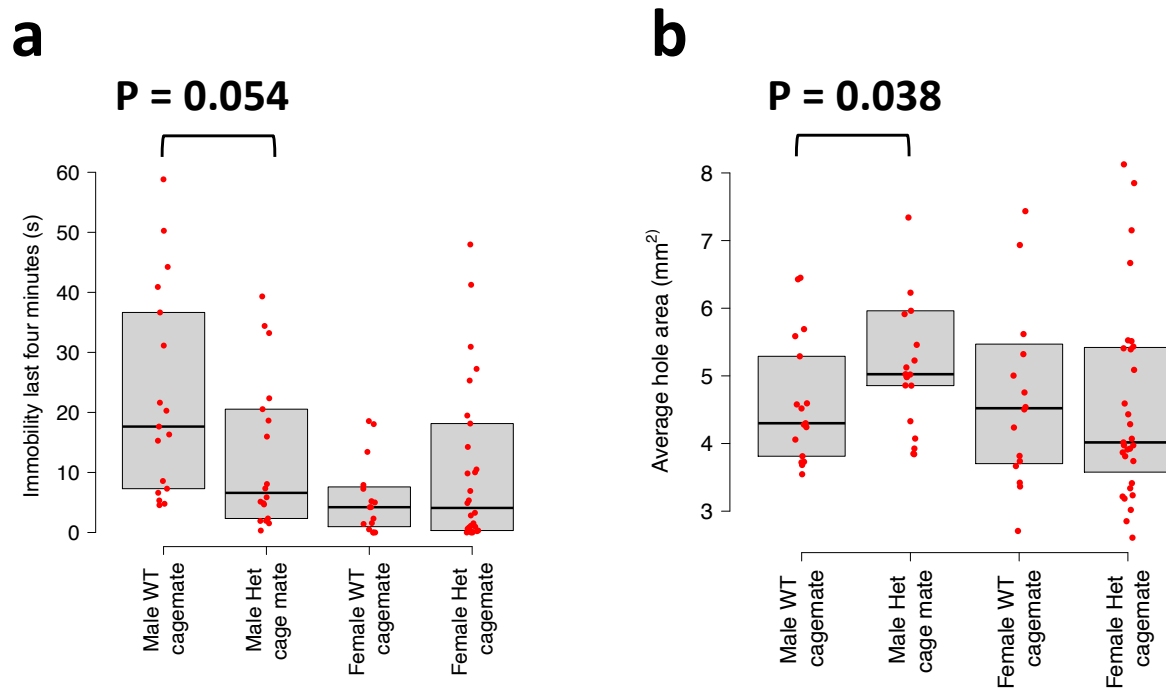 a
P = 0.054
Immobility last four minutes (s)
60
50
40
30
20
10
0
Male WT
cagemate
Male Het
cage mate
Female WT
cagemate
Female Het
cagemate
b
P = 0.038
Average hole area (mm²⁾
8
7
6
5
4
3
Male WT
cagemate
Male Het
cage mate
Female WT
cagemate
Female Het
cagemate